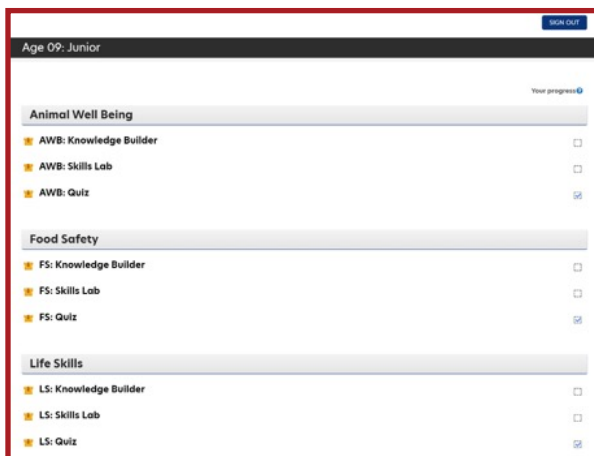 SIGN OUT
Age 09: Junior
Your progress
Animal Well Being
AWB: Knowledge Builder
AWB: Skills Lab
AWB: Quiz
Food Safety
FS: Knowledge Builder
FS: Skills Lab
FS: Quiz
Life Skills
LS: Knowledge Builder
LS: Skills Lab
LS: Quiz